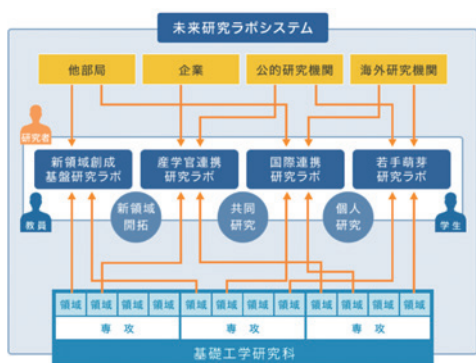 未来研究ラボシステム
他部局
企業
公的研究機関
海外研究機関
研究者
新領域創成
基盤研究ラボ
産学官連携
研究ラボ
国際連携
研究ラボ
若手萌芽
研究ラボ
教員
新領域
開拓
共同
研究
個人
研究
学生
領域 領域 領域 領域 領域 領域 領域 領域 領域 領域 領域 領域
専攻 専攻 専攻
基礎工学研究科